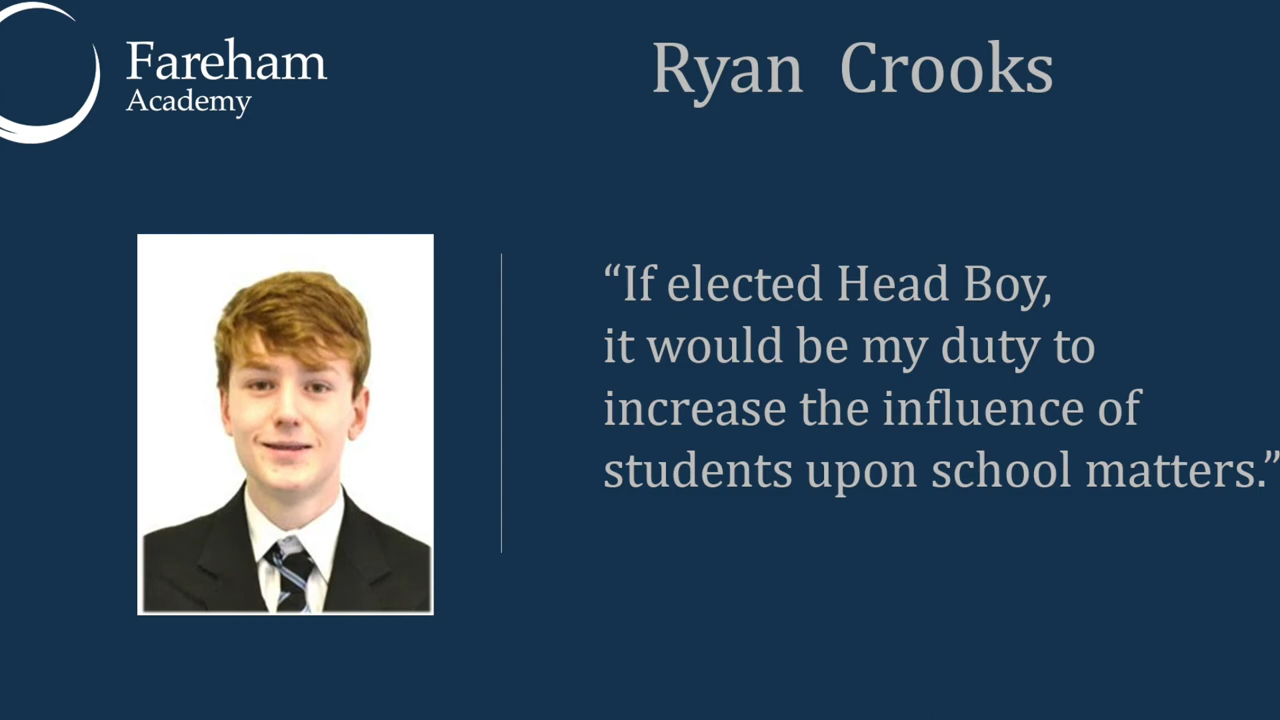 Fareham
Academy
Ryan Crooks
“If elected Head Boy,
it would be my duty to
increase the influence of
students upon school matters.”